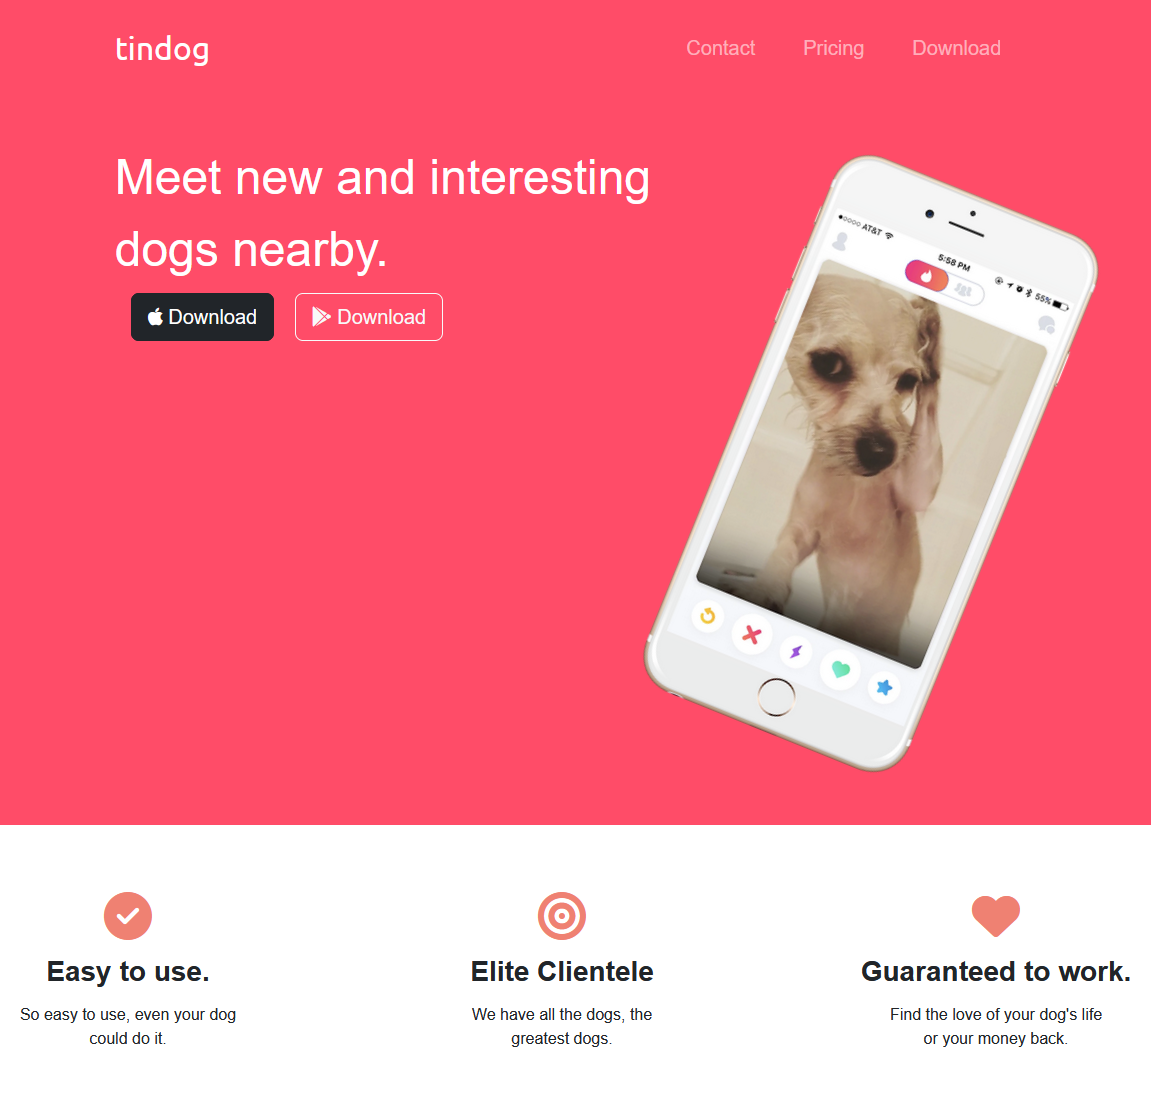 tindog
Contact Pricing Download
Meet new and interesting
dogs nearby.
Download Download
AT&T 5:58 PM 55%
Easy to use. Elite Clientele Guaranteed to work.
So easy to use, even your dog
could do it.
We have all the dogs, the
greatest dogs.
Find the love of your dog's life
or your money back.